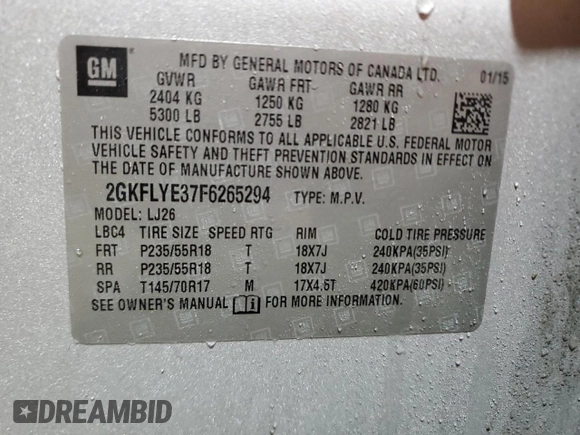 GM
MFD BY GENERAL MOTORS OF CANADA LTD. 01/15
GVWR GAWR FRT GAWR RR
2404 KG 1250 KG 1280 KG
5300 LB 2755 LB 2821 LB
THIS VEHICLE CONFORMS TO ALL APPLICABLE U.S. FEDERAL MOTOR
VEHICLE SAFETY AND THEFT PREVENTION STANDARDS IN EFFECT ON
THE DATE OF MANUFACTURE SHOWN ABOVE.
2GKFLYE37F6265294 TYPE: M.P.V.
MODEL: LJ26
LBC4 TIRE SIZE SPEED RTG RIM COLD TIRE PRESSURE
FRT P235/55R18 T 18X7J 240KPA(35PSI)
RR P235/55R18 T 18X7J 240KPA(35PSI)
SPA T145/70R17 M 17X4.5T 420KPA(60PSI)
SEE OWNER'S MANUAL FOR MORE INFORMATION.
DREAMBID